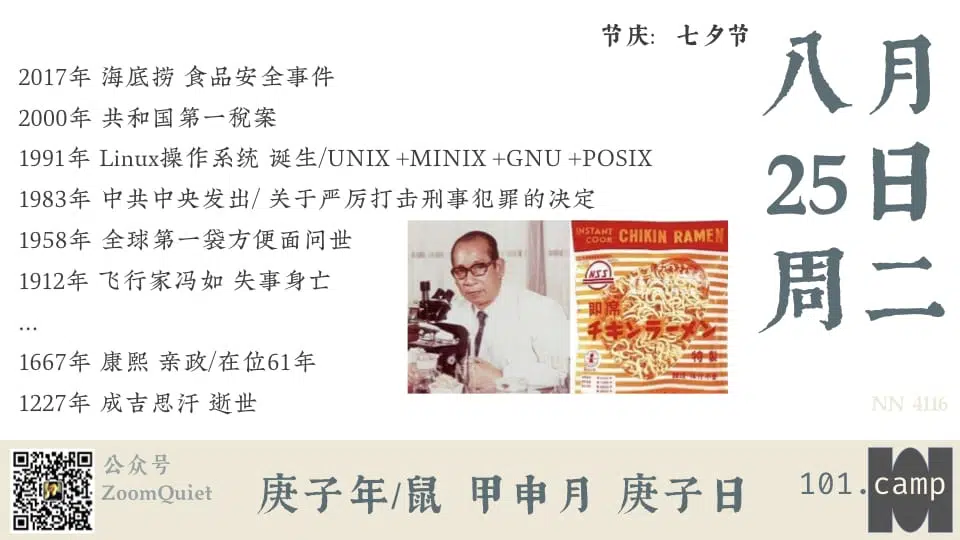 节庆: 七夕节
八月
25日
周二
2017年 海底捞 食品安全事件
2000年 共和国第一税案
1991年 Linux操作系统 诞生/UNIX +MINIX +GNU +POSIX
1983年 中共中央发出/ 关于严厉打击刑事犯罪的决定
1958年 全球第一袋方便面问世
1912年 飞行家冯如 失事身亡
...
1667年 康熙 亲政/在位61年
1227年 成吉思汗 逝世
INSTANT COOK CHIKIN RAMEN
NSS
即席
チキンラーメン
特製
NN 4116
公众号
ZoomQuiet
庚子年/鼠 甲申月 庚子日
101.camp